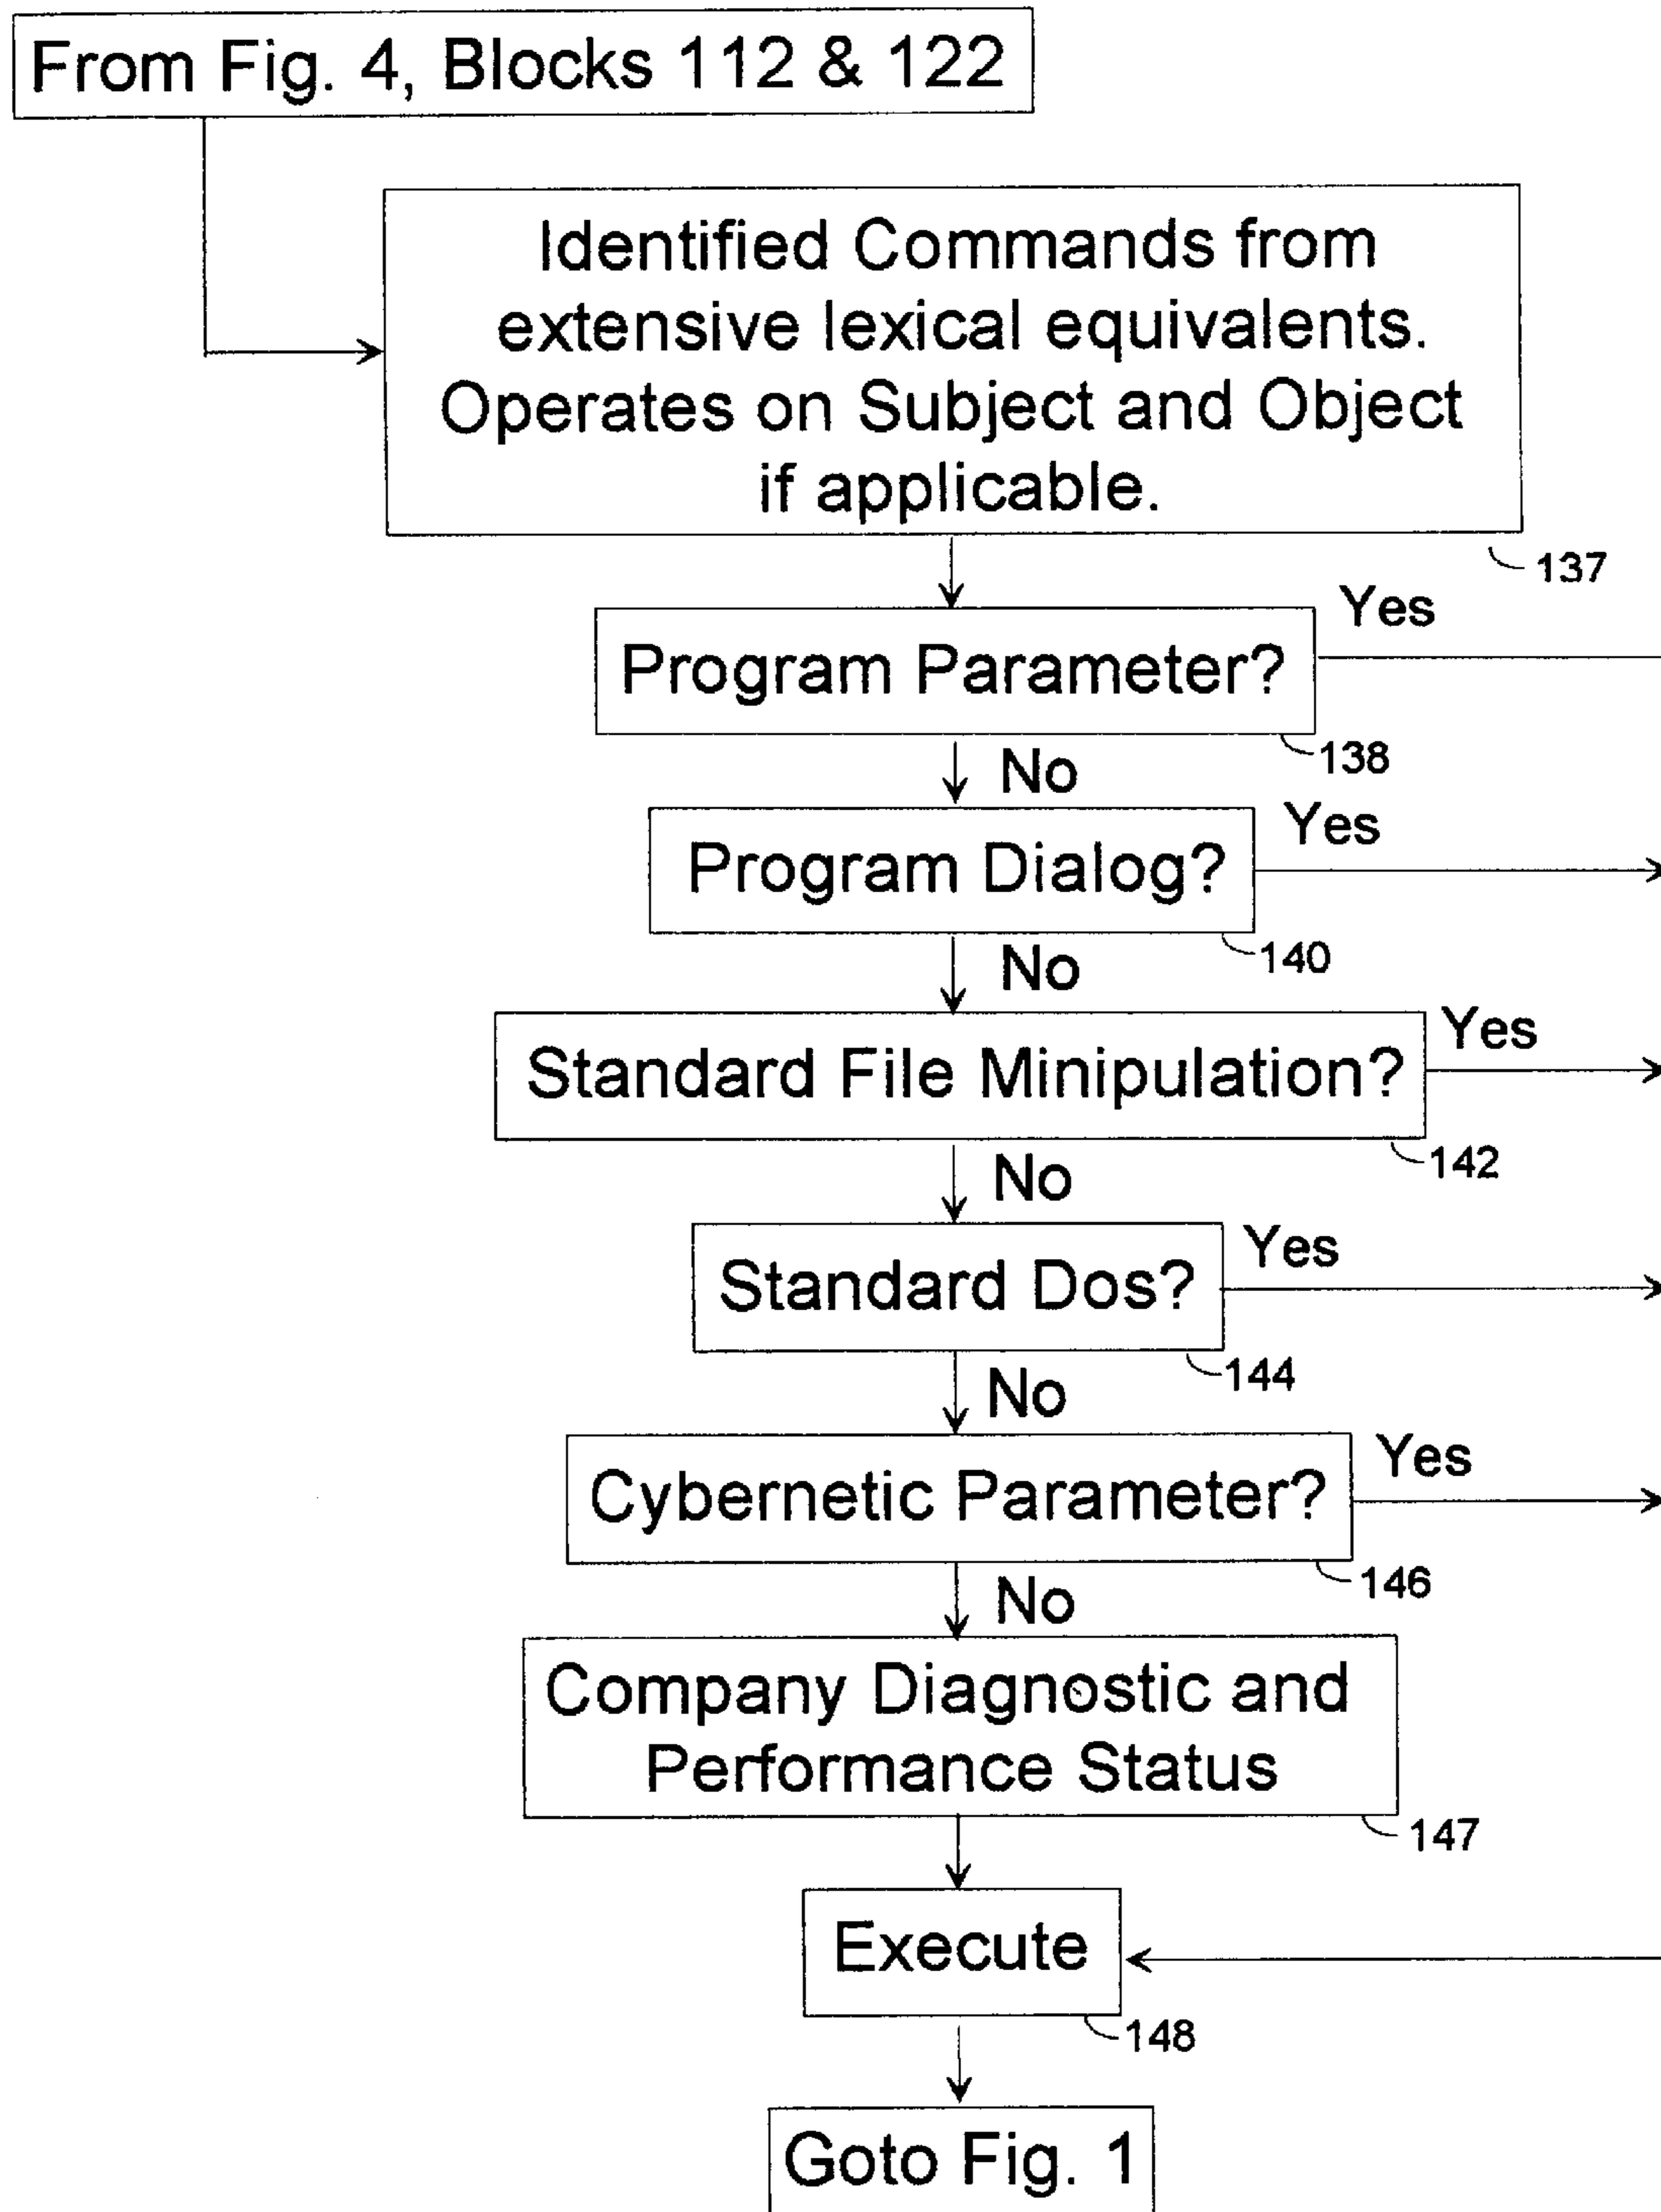 From Fig. 4, Blocks 112 & 122
Identified Commands from
extensive lexical equivalents.
Operates on Subject and Object
if applicable.
137
Yes
Program Parameter?
138
No
Yes
Program Dialog?
140
No
Yes
Standard File Minipulation?
142
No
Yes
Standard Dos?
144
No
Yes
Cybernetic Parameter?
146
No
Company Diagnostic and
Performance Status
147
Execute
148
Goto Fig. 1